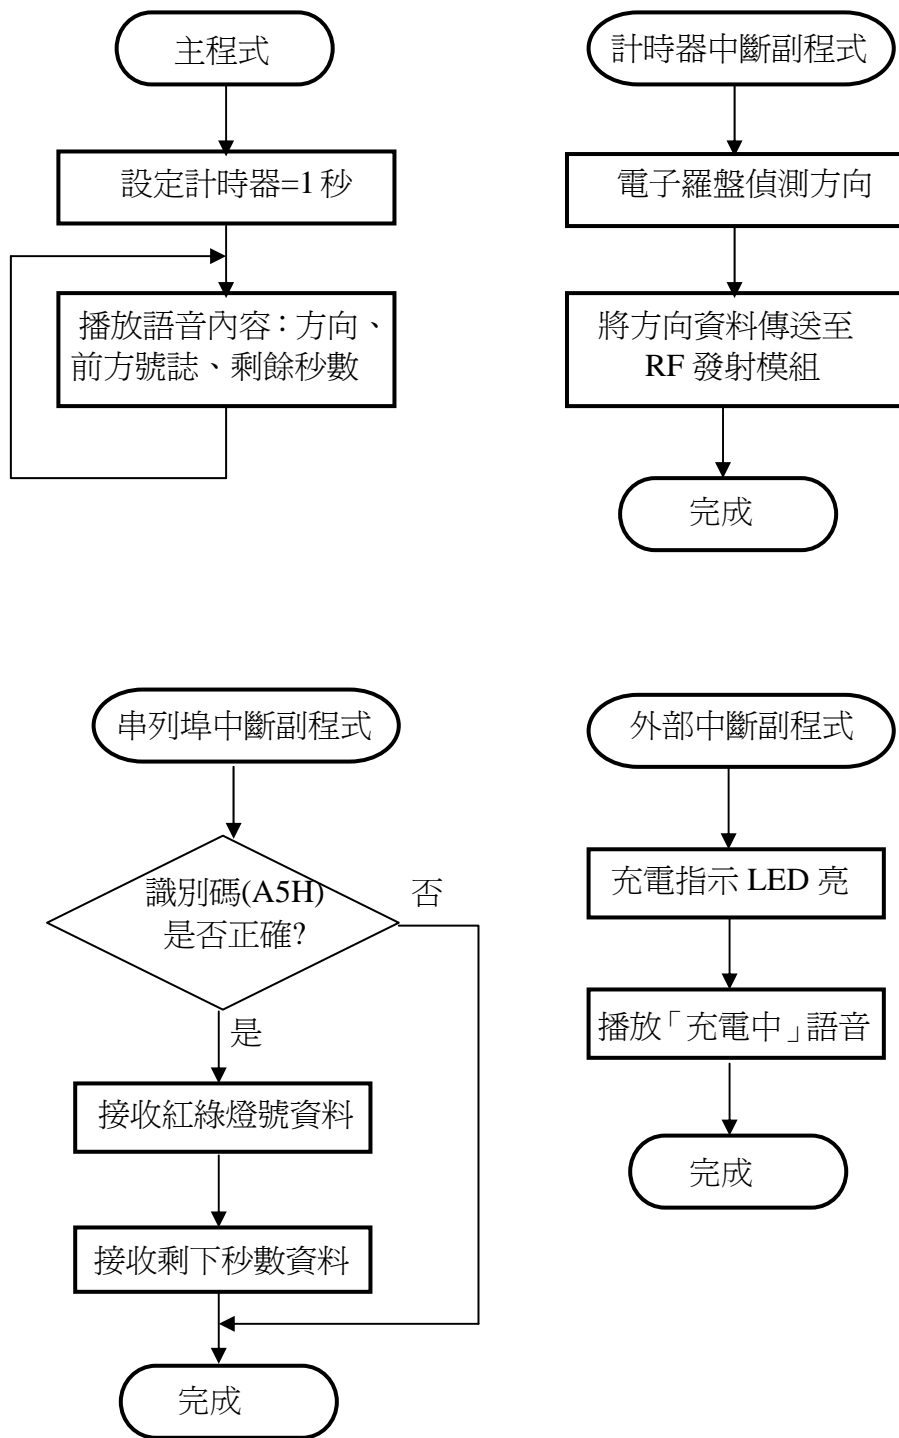 主程式
設定計時器=1 秒
播放語音內容：方向、
前方號誌、剩餘秒數
計時器中斷副程式
電子羅盤偵測方向
將方向資料傳送至
RF 發射模組
完成
串列埠中斷副程式
識別碼(A5H)
是否正確?
否
是
接收紅綠燈號資料
接收剩下秒數資料
完成
外部中斷副程式
充電指示 LED 亮
播放「充電中」語音
完成